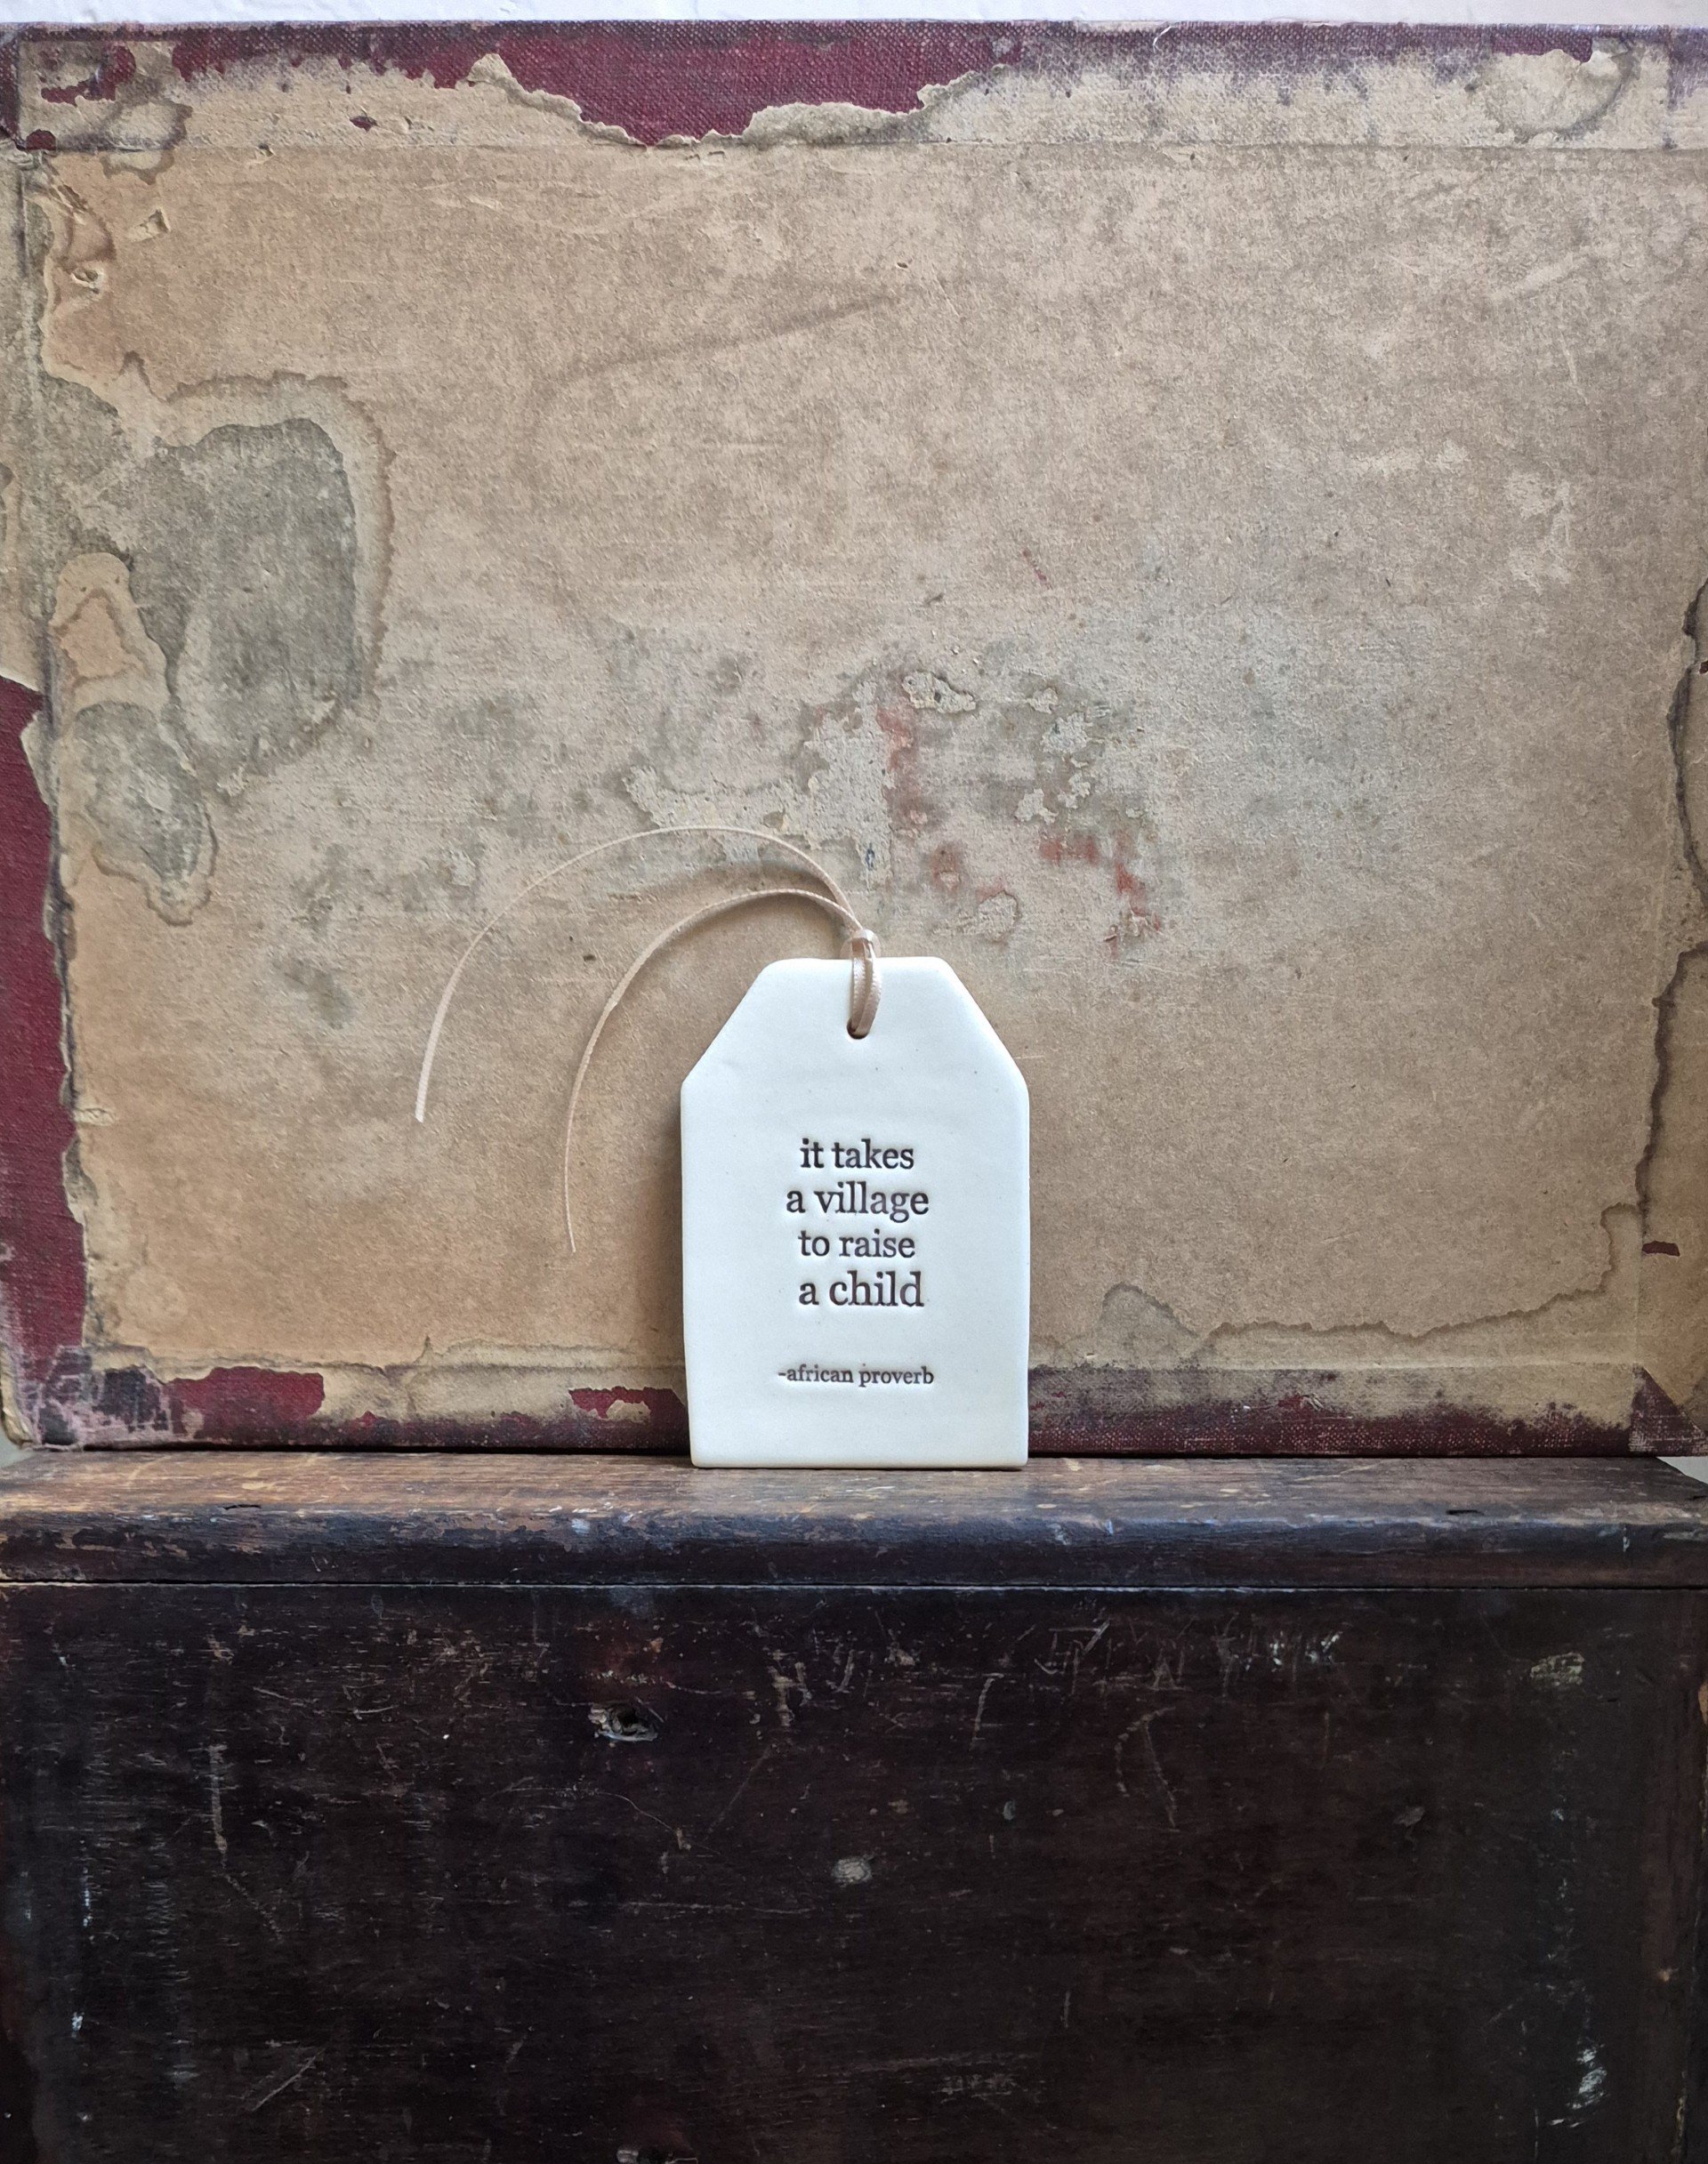 it takes
a village
to raise
a child
-african proverb